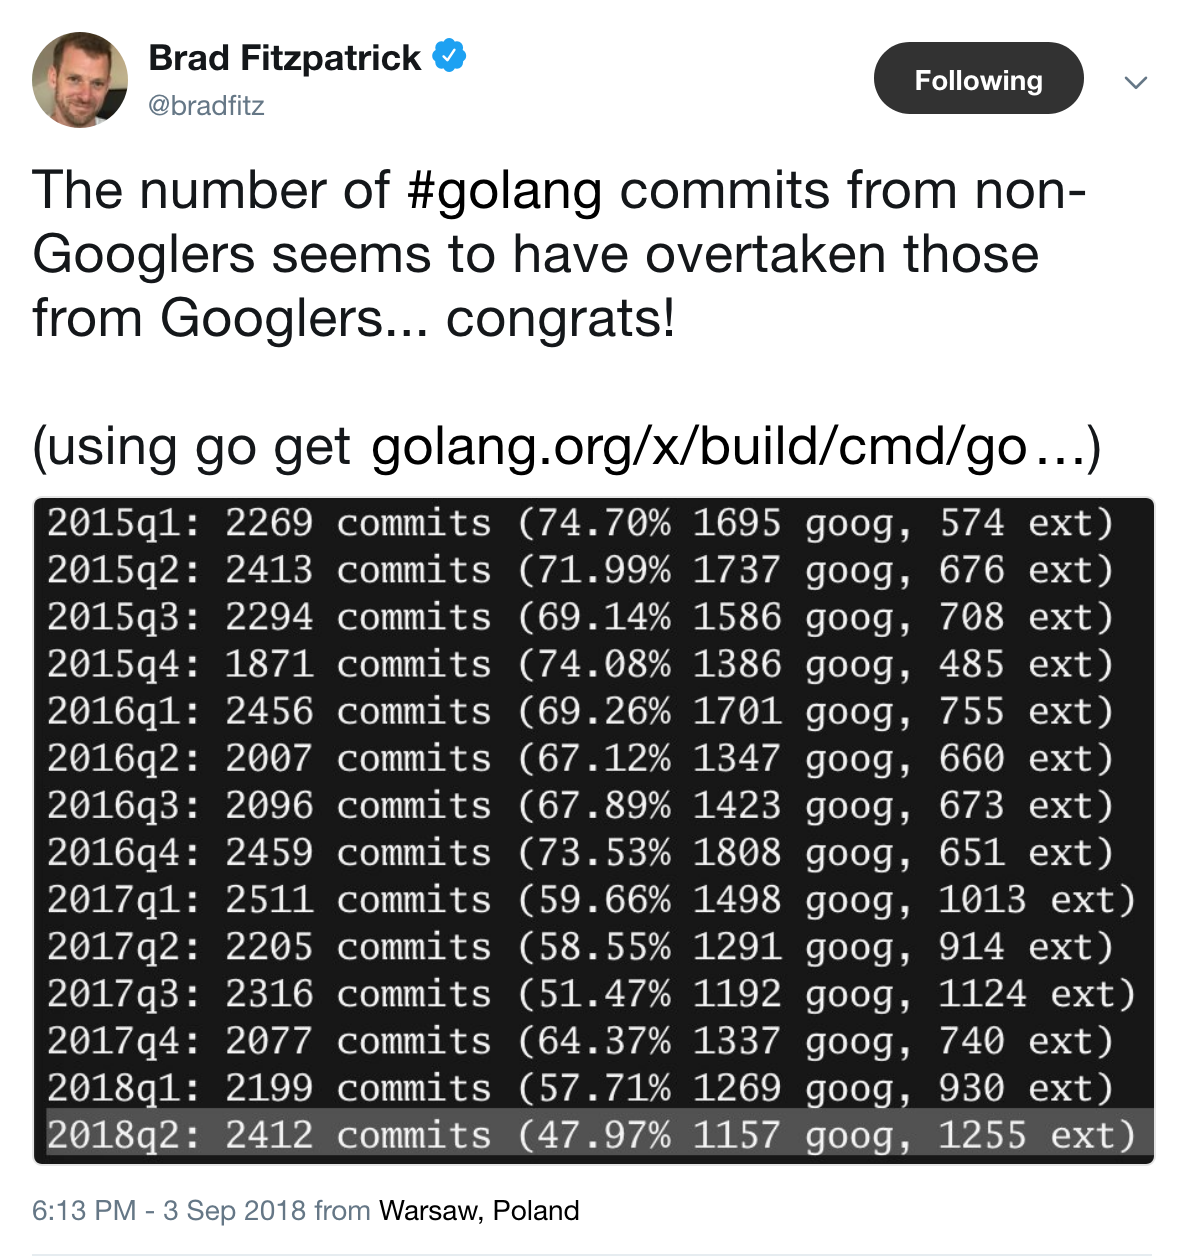 Brad Fitzpatrick
@bradfitz
Following
The number of #golang commits from non-
Googlers seems to have overtaken those
from Googlers... congrats!
(using go get golang.org/x/build/cmd/go…)
2015q1: 2269 commits (74.70% 1695 goog, 574 ext)
2015q2: 2413 commits (71.99% 1737 goog, 676 ext)
2015q3: 2294 commits (69.14% 1586 goog, 708 ext)
2015q4: 1871 commits (74.08% 1386 goog, 485 ext)
2016q1: 2456 commits (69.26% 1701 goog, 755 ext)
2016q2: 2007 commits (67.12% 1347 goog, 660 ext)
2016q3: 2096 commits (67.89% 1423 goog, 673 ext)
2016q4: 2459 commits (73.53% 1808 goog, 651 ext)
2017q1: 2511 commits (59.66% 1498 goog, 1013 ext)
2017q2: 2205 commits (58.55% 1291 goog, 914 ext)
2017q3: 2316 commits (51.47% 1192 goog, 1124 ext)
2017q4: 2077 commits (64.37% 1337 goog, 740 ext)
2018q1: 2199 commits (57.71% 1269 goog, 930 ext)
2018q2: 2412 commits (47.97% 1157 goog, 1255 ext)
6:13 PM - 3 Sep 2018 from Warsaw, Poland